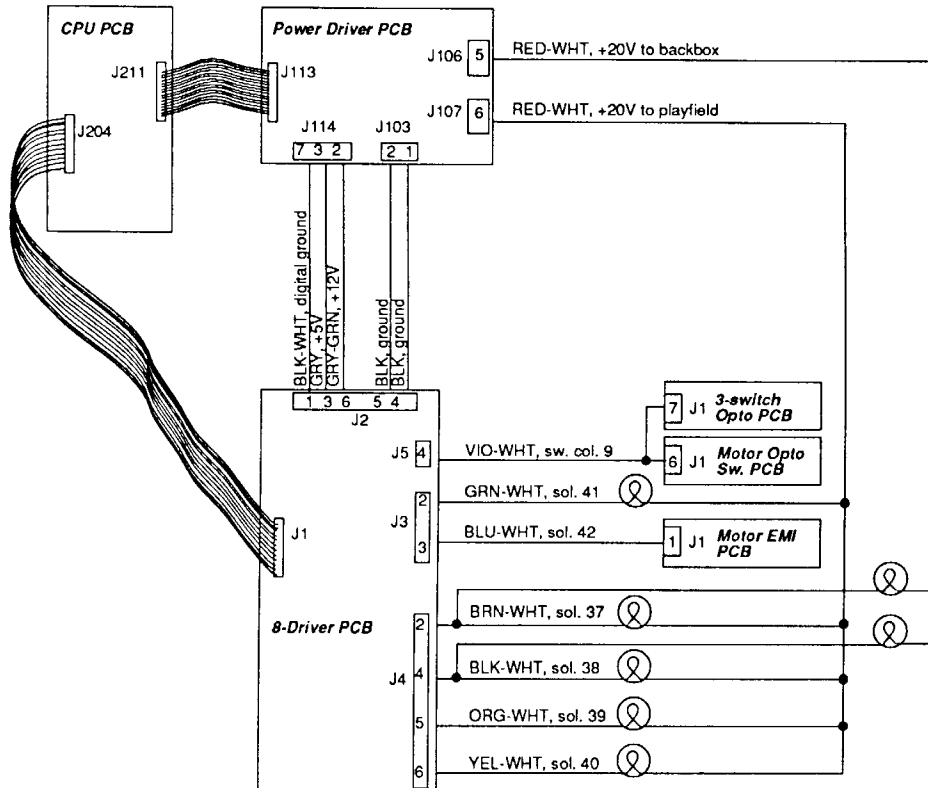 CPU PCB
Power Driver PCB
J106
5
RED-WHT, +20V to backbox
J211
J113
J107
6
RED-WHT, +20V to playfield
J204
J114
J103
7 3 2
2 1
BLK-WHT, digital ground
GRY, +5V
GRY-GRN, +12V
BLK, ground
BLK, ground
1 3 6 5 4
J2
7
J1
3-switch
Opto PCB
J5
4
VIO-WHT, sw. col. 9
6
J1
Motor Opto
Sw. PCB
2
GRN-WHT, sol. 41
J3
J1
3
BLU-WHT, sol. 42
1
J1
Motor EMI
PCB
8-Driver PCB
2
BRN-WHT, sol. 37
J4
4
BLK-WHT, sol. 38
5
ORG-WHT, sol. 39
6
YEL-WHT, sol. 40